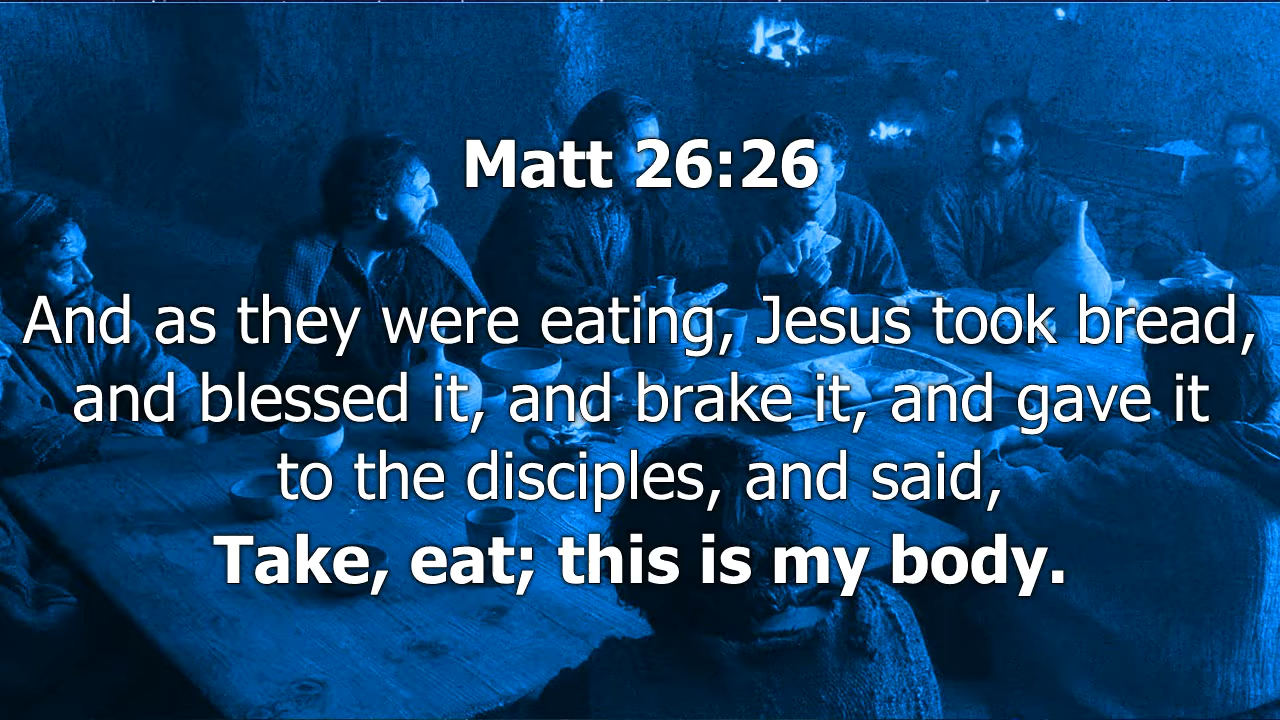 Matt 26:26
And as they were eating, Jesus took bread,
and blessed it, and brake it, and gave it
to the disciples, and said,
Take, eat; this is my body.